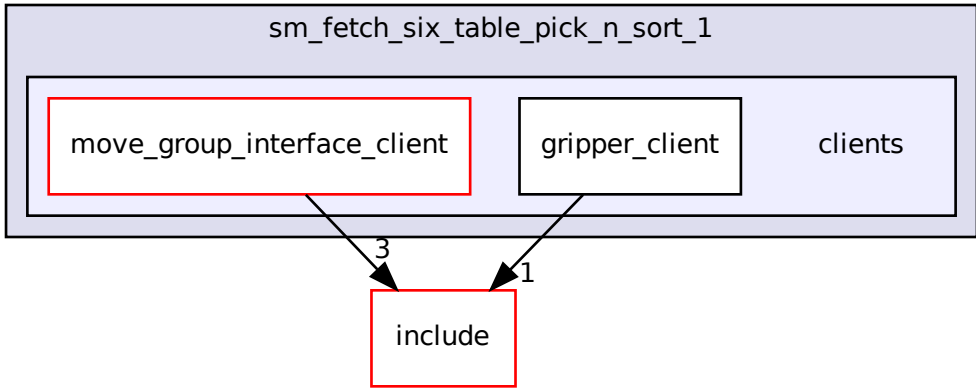 sm_fetch_six_table_pick_n_sort_1
move_group_interface_client
gripper_client
clients
3
1
include